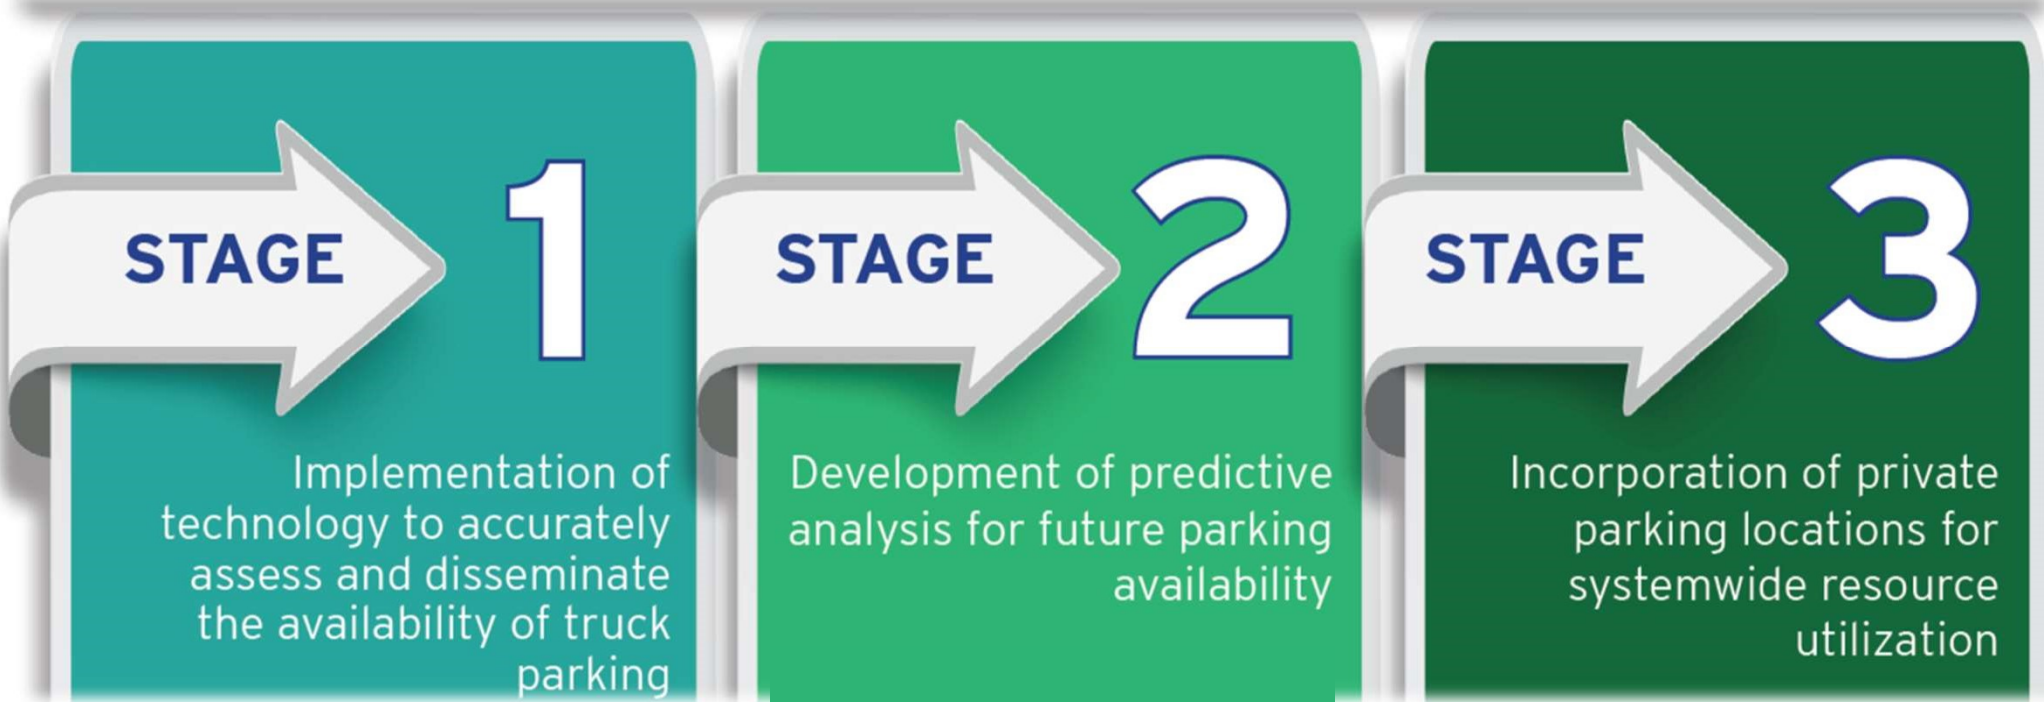 STAGE 1
Implementation of
technology to accurately
assess and disseminate
the availability of truck
parking
STAGE 2
Development of predictive
analysis for future parking
availability
STAGE 3
Incorporation of private
parking locations for
systemwide resource
utilization